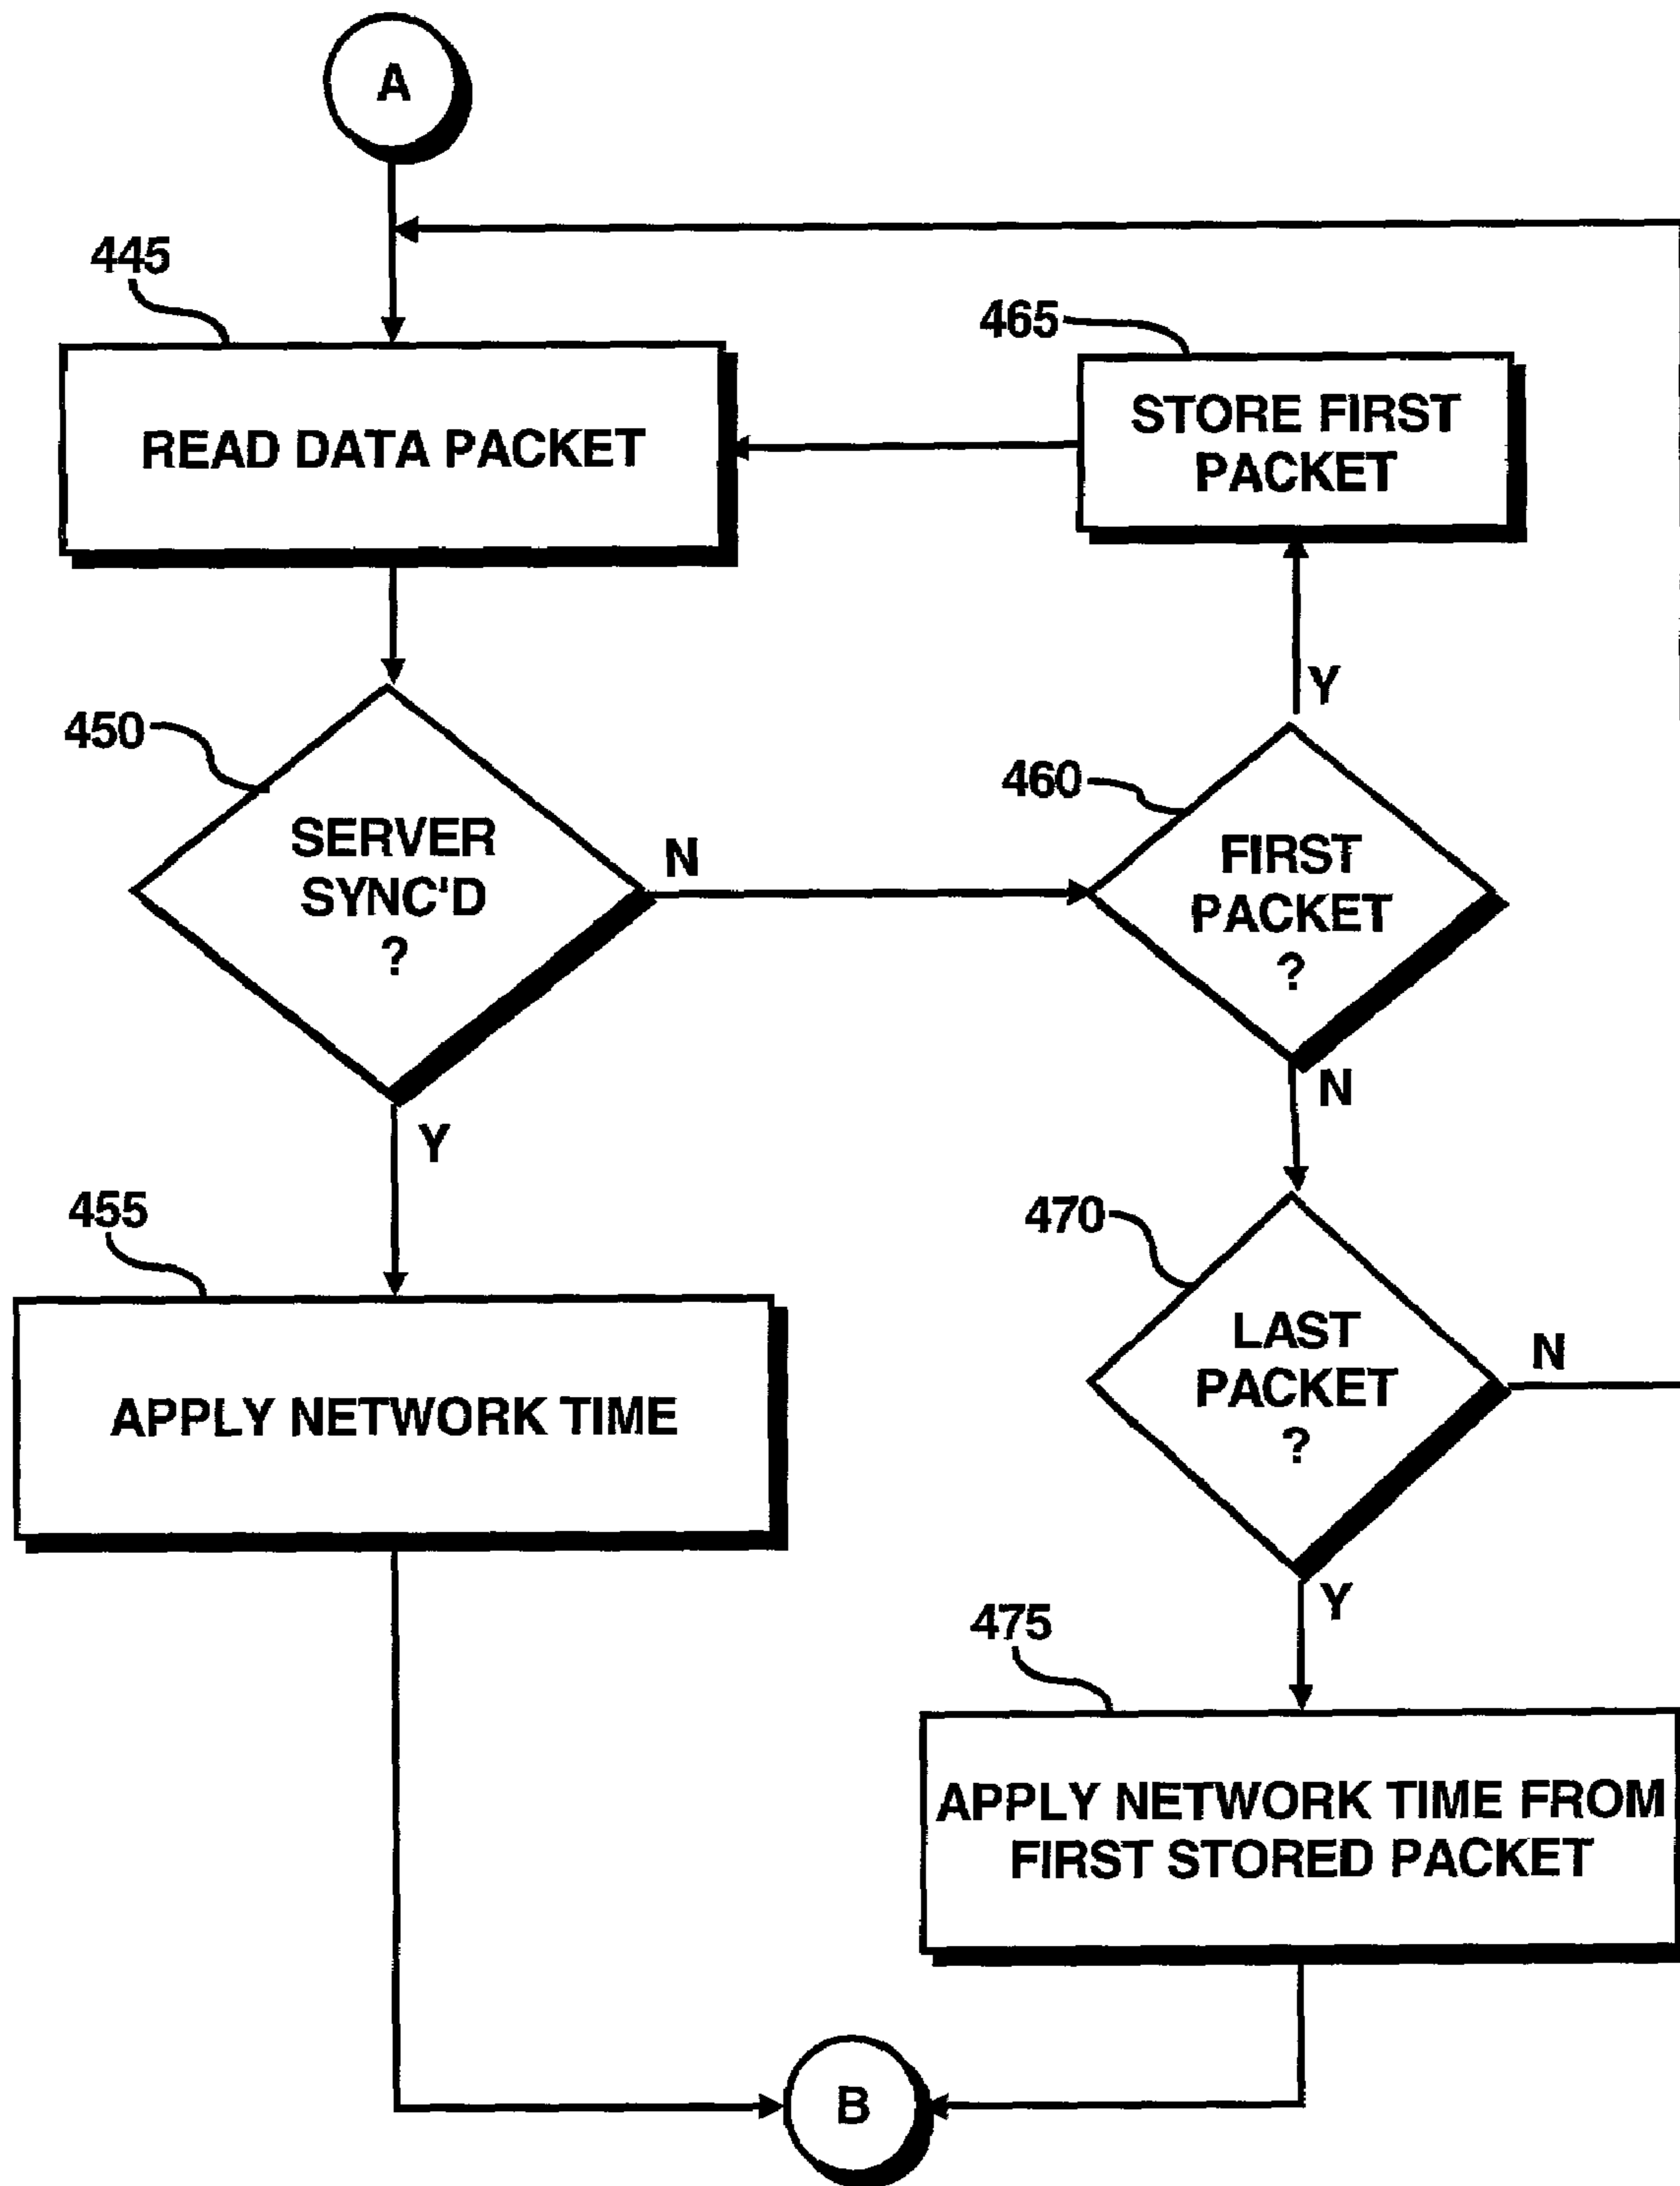 A
445
READ DATA PACKET
465
STORE FIRST
PACKET
450
SERVER
SYNC'D
?
N
Y
460
FIRST
PACKET
?
Y
N
455
APPLY NETWORK TIME
470
LAST
PACKET
?
N
Y
475
APPLY NETWORK TIME FROM
FIRST STORED PACKET
B